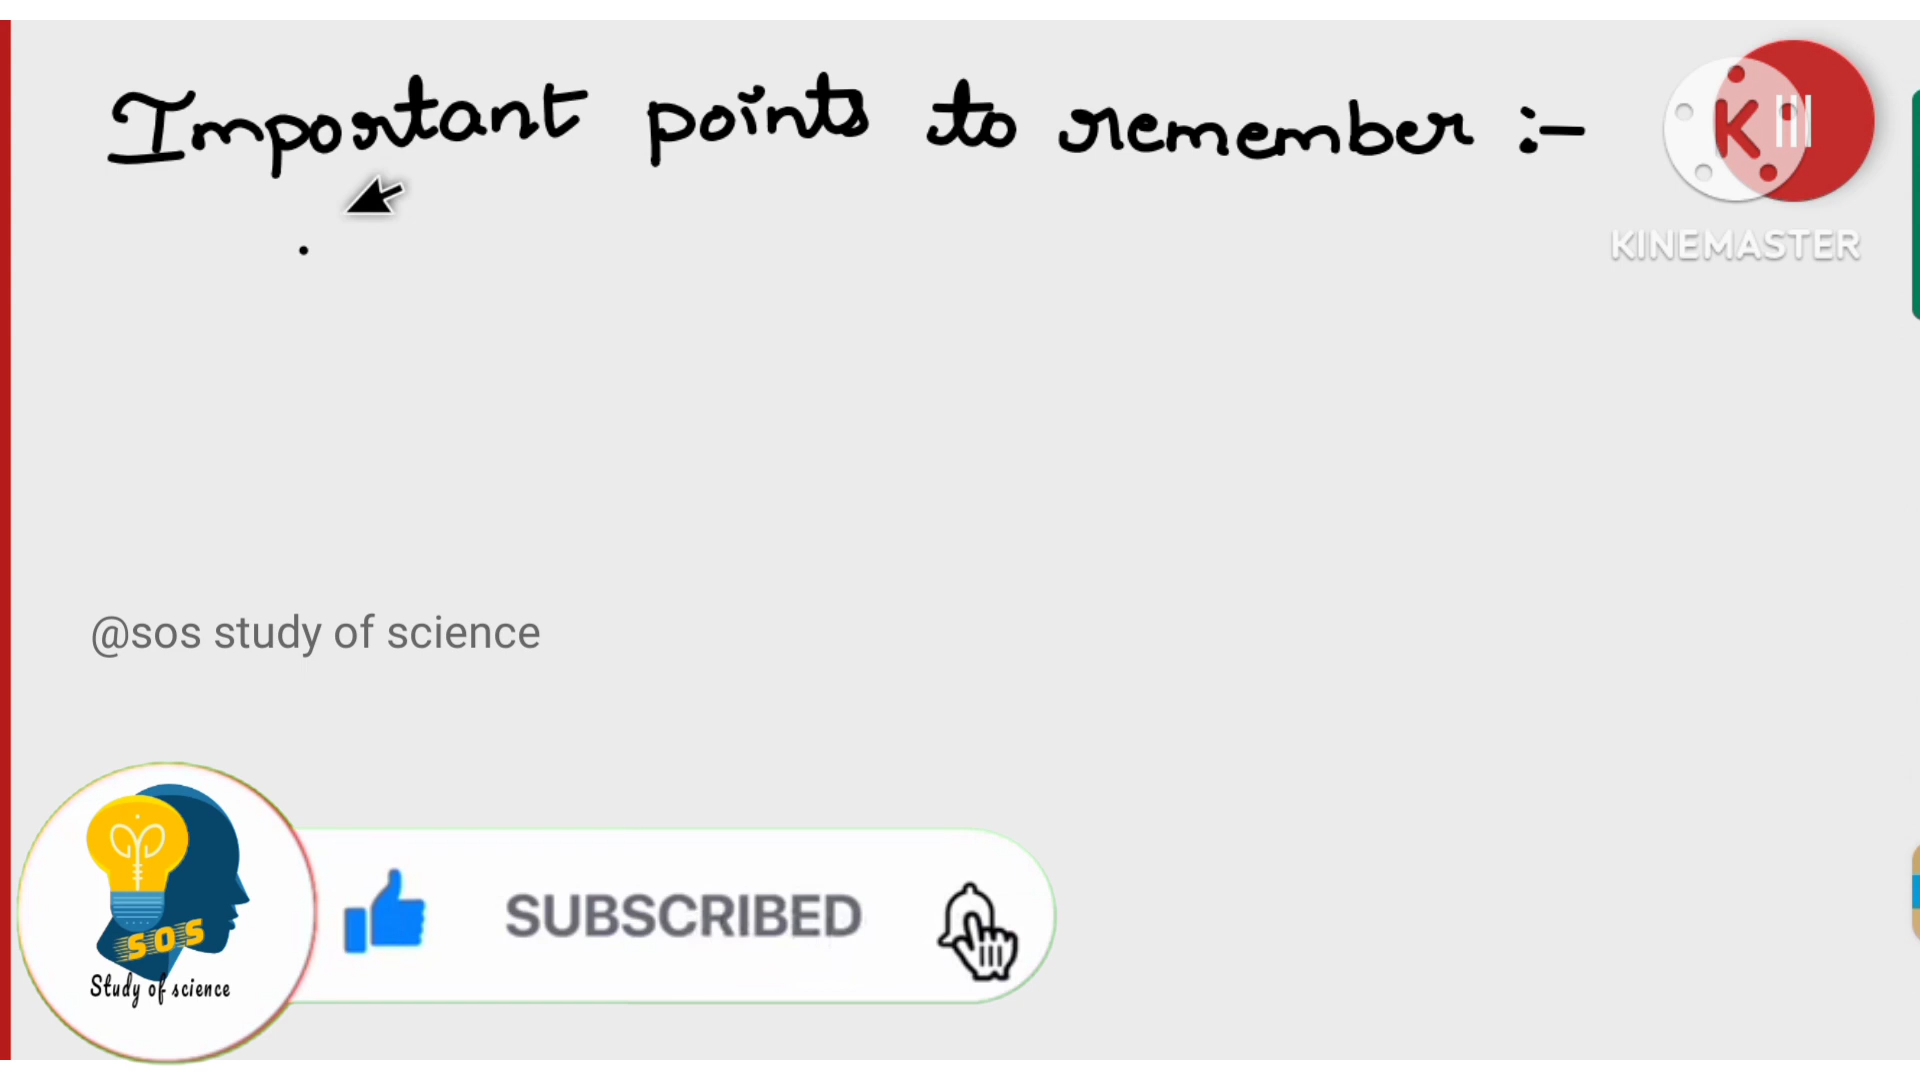 Important points to remember :-
KINEMASTER
@sos study of science
SOS
Study of science
SUBSCRIBED